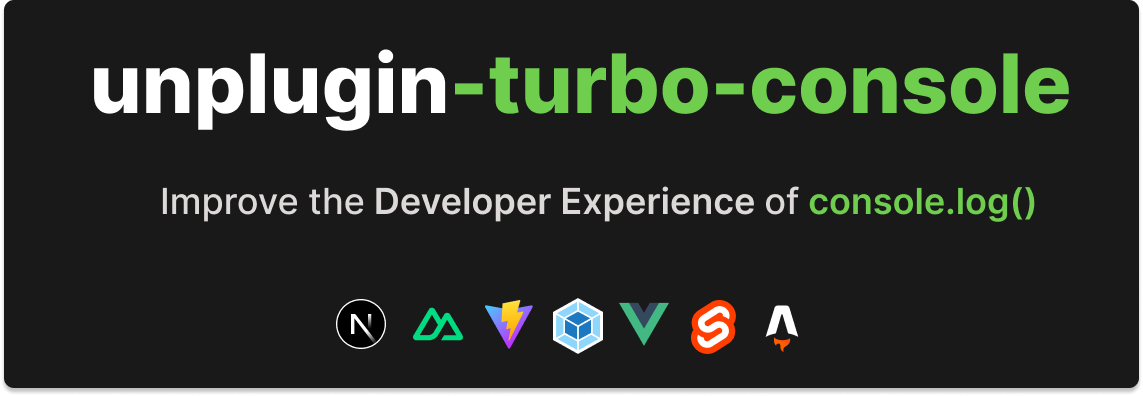 unplugin-turbo-console
Improve the Developer Experience of console.log()